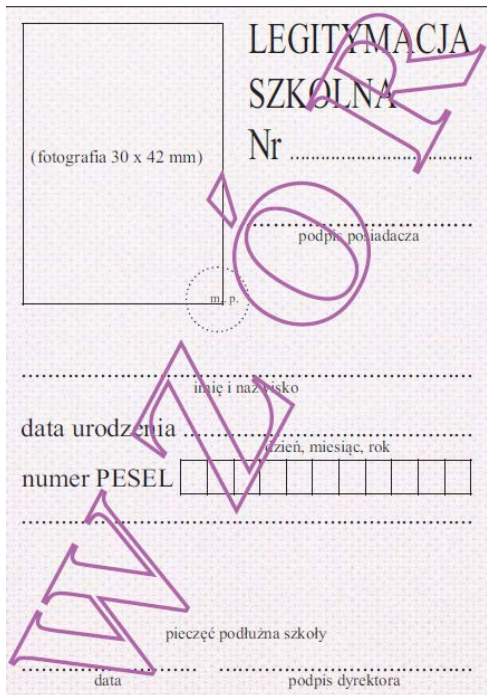 LEGITYMACJA
SZKOLNA
Nr ........................................
(fotografia 30 x 42 mm)
podpis posiadacza
m. p.
imię i nazwisko
data urodzenia ........................................
dzień, miesiąc, rok
numer PESEL
pieczęć podłużna szkoły
data
podpis dyrektora
WZÓR